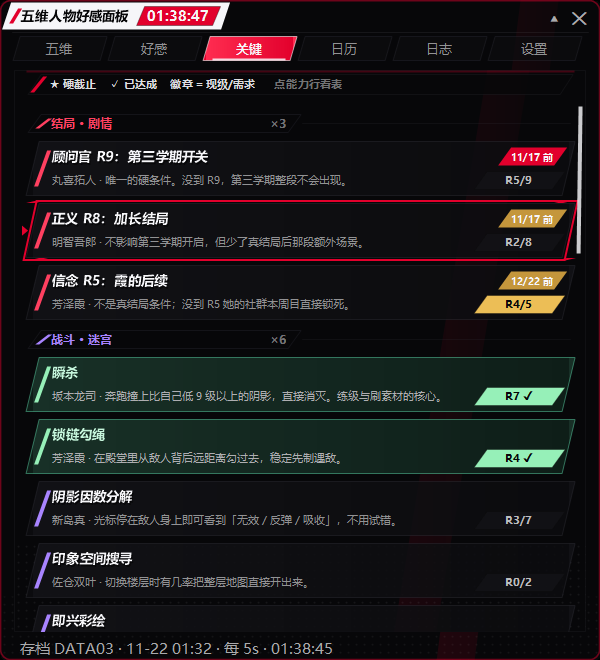 五维人物好感面板 01:38:47
五维 好感 关键 日历 日志 设置
★ 硬截止 ✓ 已达成 徽章 = 现级/需求 点能力行看表
结局・剧情 ×3
顾问官 R9：第三学期开关 11/17 前
丸喜拓人 · 唯一的硬条件。没到 R9，第三学期整段不会出现。 R5/9
正义 R8：加长结局 11/17 前
明智吾郎 · 不影响第三学期开启，但少了真结局后那段额外场景。 R2/8
信念 R5：霞的后续 12/22 前
芳泽霞 · 不是真结局条件；没到 R5 她的社群本周目直接锁死。 R4/5
战斗・迷宫 ×6
瞬杀
坂本龙司 · 奔跑撞上比自己低 9 级以上的阴影，直接消灭。练级与刷素材的核心。 R7 ✓
锁链勾绳
芳泽霞 · 在殿堂里从敌人背后远距离勾过去，稳定先制遇敌。 R4 ✓
阴影因数分解
新岛真 · 光标停在敌人身上即可看到「无效 / 反弹 / 吸收」，不用试错。 R3/7
印象空间搜寻
佐仓双叶 · 切换楼层时有几率把整层地图直接开出来。 R0/2
即兴彩绘
存档 DATA03 · 11-22 01:32 · 每 5s · 01:38:45